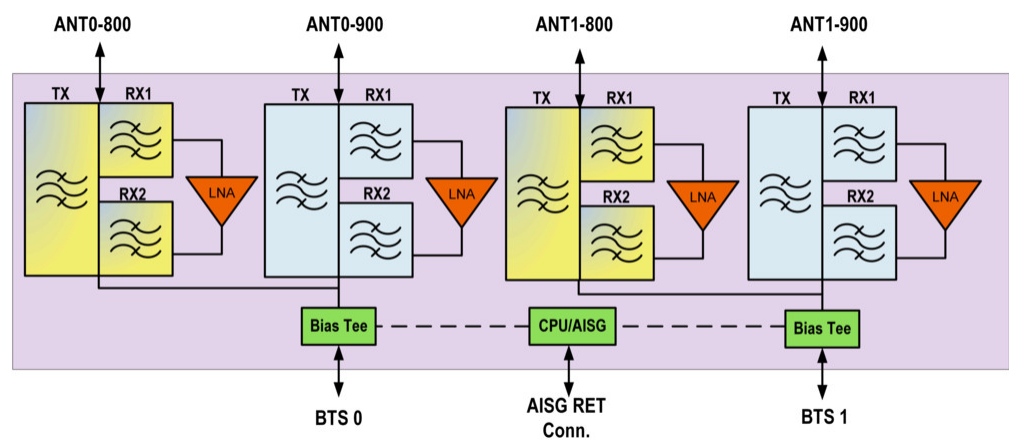 ANT0-800 ANT0-900 ANT1-800 ANT1-900
TX RX1 TX RX1 TX RX1 TX RX1
LNA LNA LNA LNA
RX2 RX2 RX2 RX2
Bias Tee CPU/AISG Bias Tee
BTS 0 AISG RET BTS 1
Conn.